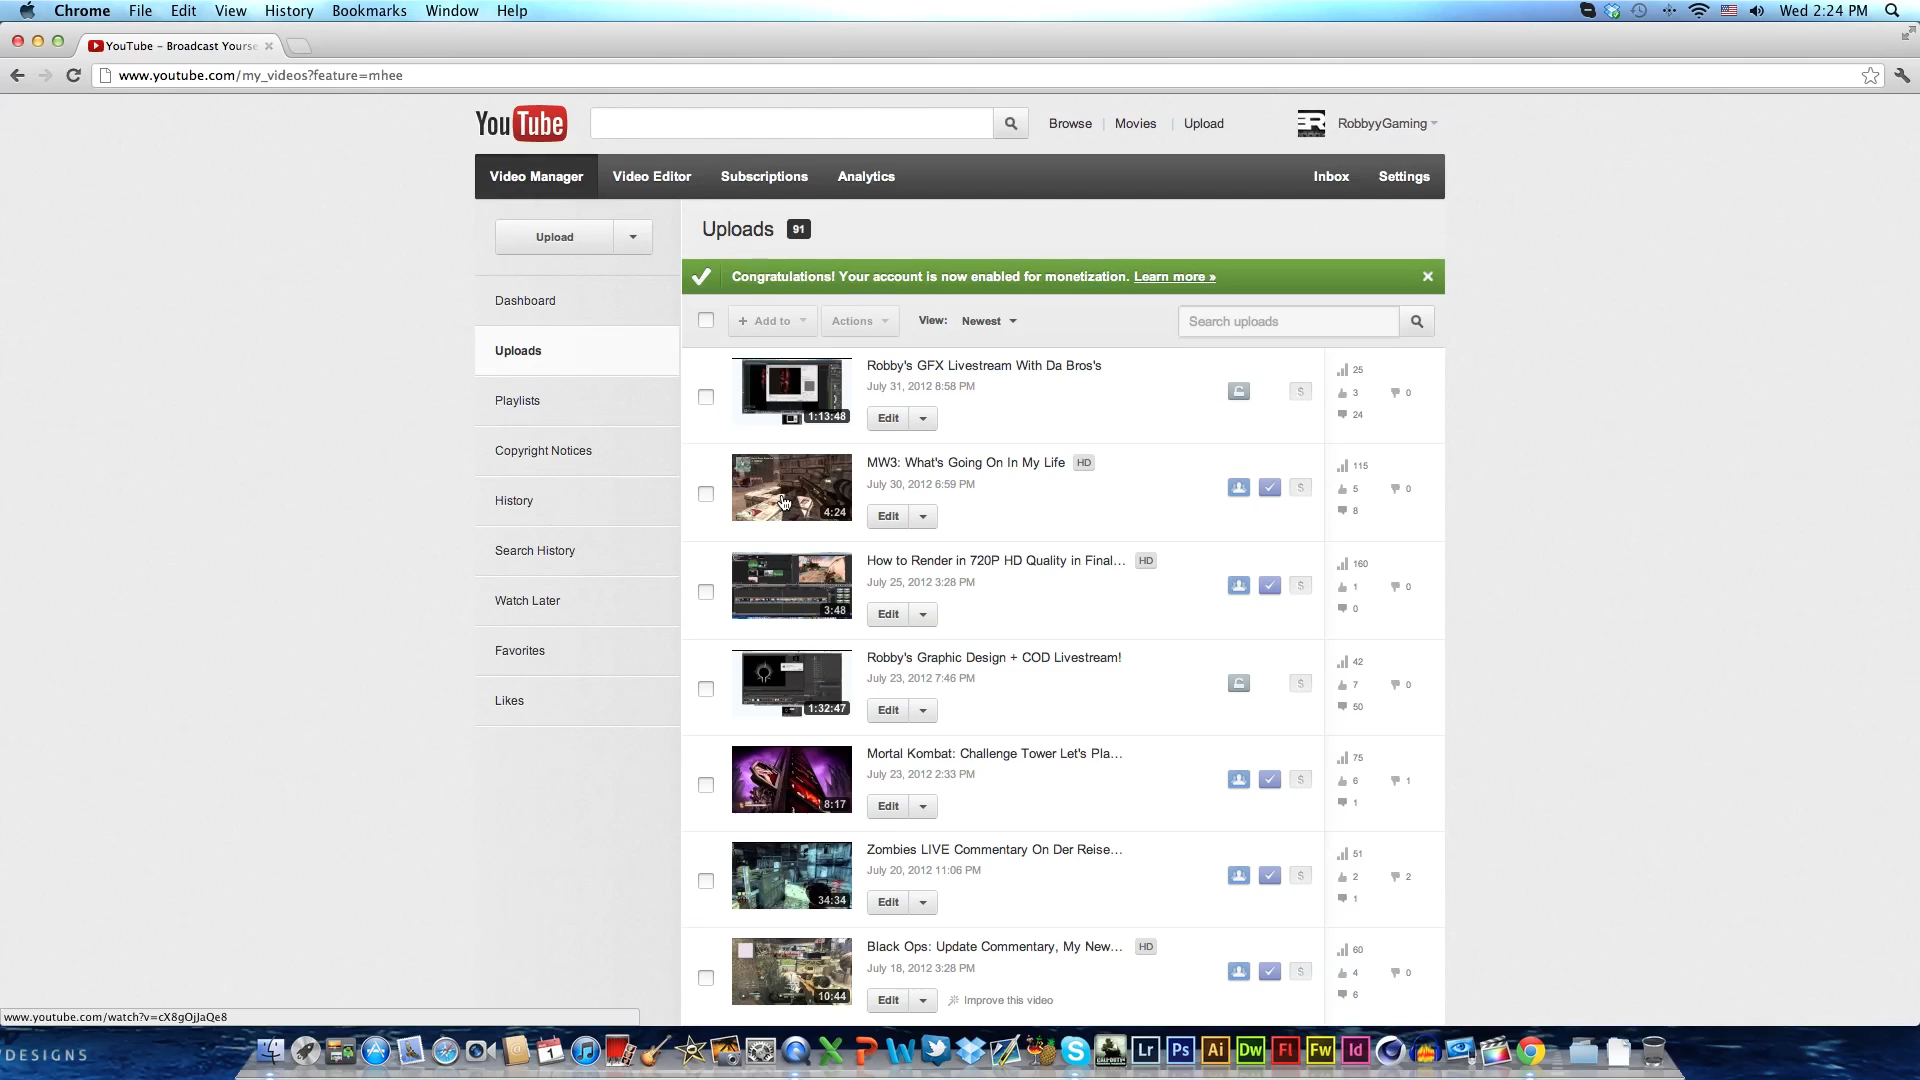 Chrome File Edit View History Bookmarks Window Help Wed 2:24 PM
YouTube – Broadcast Yourse
www.youtube.com/my_videos?feature=mhee
YouTube Browse Movies Upload RobbyyGaming
Video Manager Video Editor Subscriptions Analytics Inbox Settings
Upload
Dashboard
Uploads
Playlists
Copyright Notices
History
Search History
Watch Later
Favorites
Likes
Uploads 91
Congratulations! Your account is now enabled for monetization. Learn more »
+ Add to Actions View: Newest Search uploads
Robby's GFX Livestream With Da Bros's
July 31, 2012 8:58 PM
1:13:48
Edit
$
25
3 0
24
MW3: What's Going On In My Life HD
July 30, 2012 6:59 PM
4:24
Edit
$
115
5 0
8
How to Render in 720P HD Quality in Final... HD
July 25, 2012 3:28 PM
3:48
Edit
$
160
1 0
0
Robby's Graphic Design + COD Livestream!
July 23, 2012 7:46 PM
1:32:47
Edit
$
42
7 0
50
Mortal Kombat: Challenge Tower Let's Pla...
July 23, 2012 2:33 PM
8:17
Edit
$
75
6 1
1
Zombies LIVE Commentary On Der Reise...
July 20, 2012 11:06 PM
34:34
Edit
$
51
2 2
1
Black Ops: Update Commentary, My New... HD
July 18, 2012 3:28 PM
10:44
Edit Improve this video
$
60
4 0
6
www.youtube.com/watch?v=cX8gOjJaQe8
DESIGNS
1 Lr Ps Ai Dw Fl Fw Id